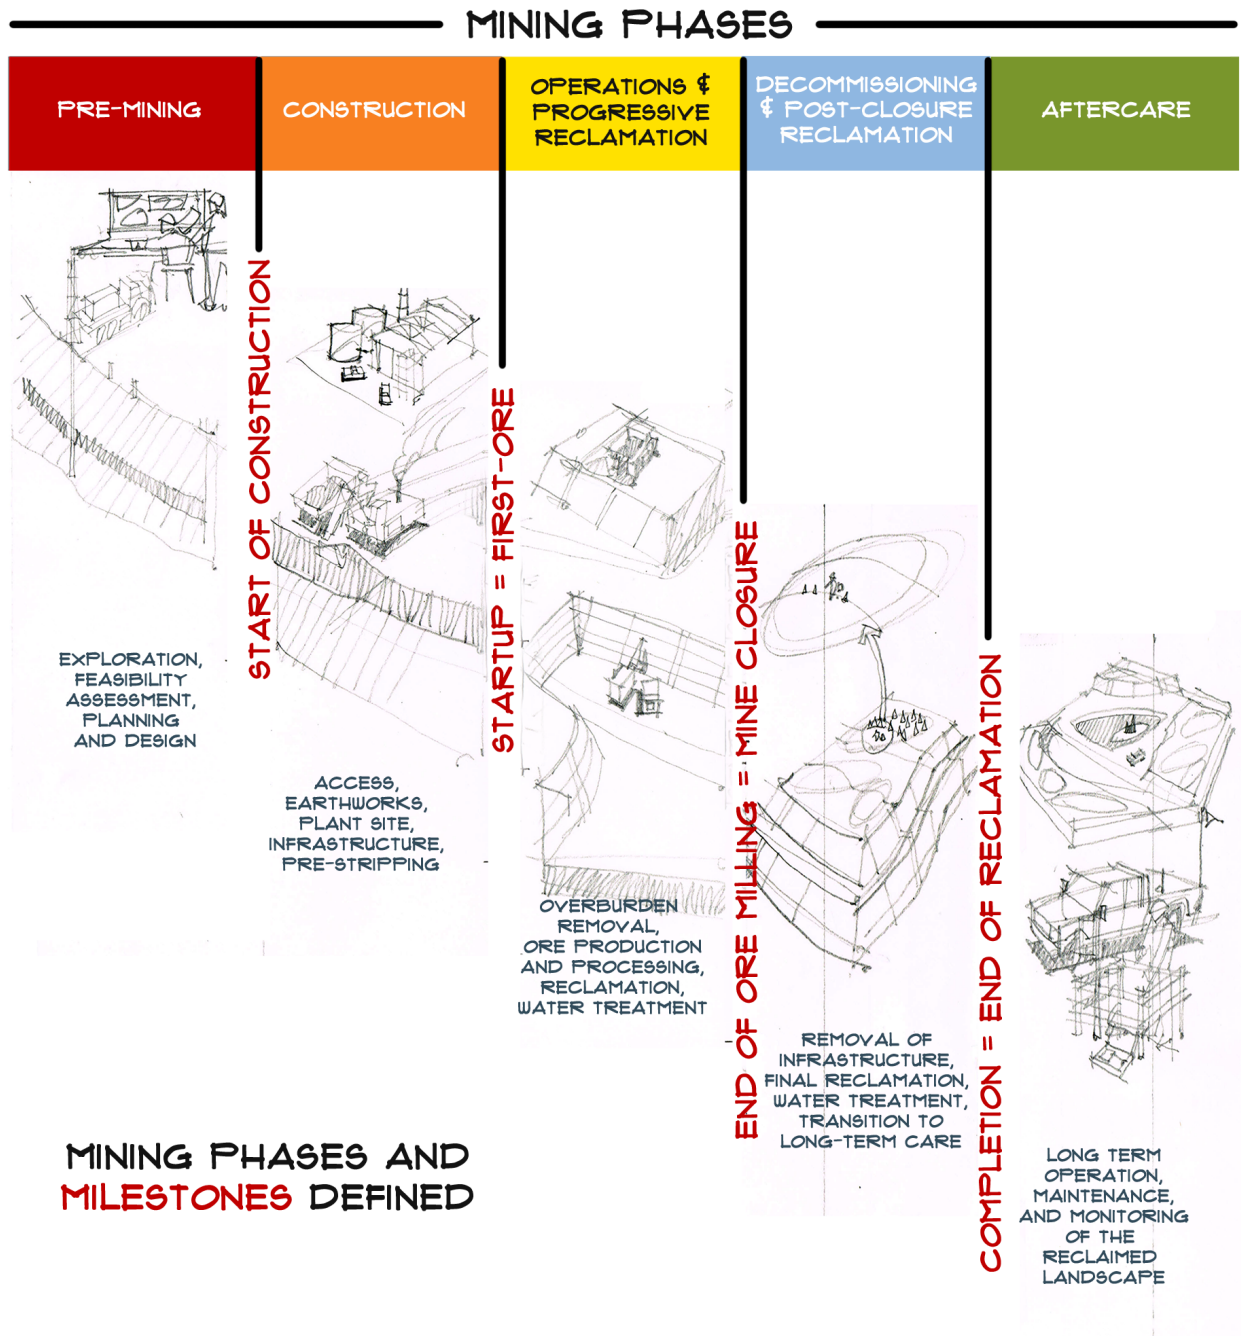 MINING PHASES
PRE-MINING
CONSTRUCTION
OPERATIONS &
PROGRESSIVE
RECLAMATION
DECOMMISSIONING
& POST-CLOSURE
RECLAMATION
AFTERCARE
START OF CONSTRUCTION
STARTUP = FIRST-ORE
END OF ORE MILLING = MINE CLOSURE
COMPLETION = END OF RECLAMATION
EXPLORATION,
FEASIBILITY
ASSESSMENT,
PLANNING
AND DESIGN
ACCESS,
EARTHWORKS,
PLANT SITE,
INFRASTRUCTURE,
PRE-STRIPPING
OVERBURDEN
REMOVAL,
ORE PRODUCTION
AND PROCESSING,
RECLAMATION,
WATER TREATMENT
REMOVAL OF
INFRASTRUCTURE,
FINAL RECLAMATION,
WATER TREATMENT,
TRANSITION TO
LONG-TERM CARE
LONG TERM
OPERATION,
MAINTENANCE,
AND MONITORING
OF THE
RECLAIMED
LANDSCAPE
MINING PHASES AND
MILESTONES DEFINED